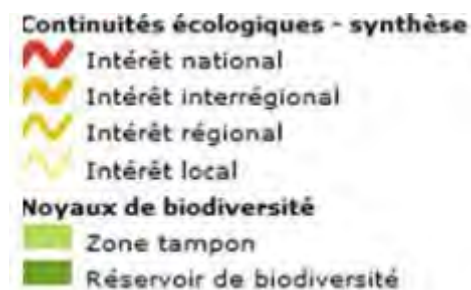 Continuités écologiques - synthèse
Intérêt national
Intérêt interrégional
Intérêt régional
Intérêt local
Noyaux de biodiversité
Zone tampon
Réservoir de biodiversité